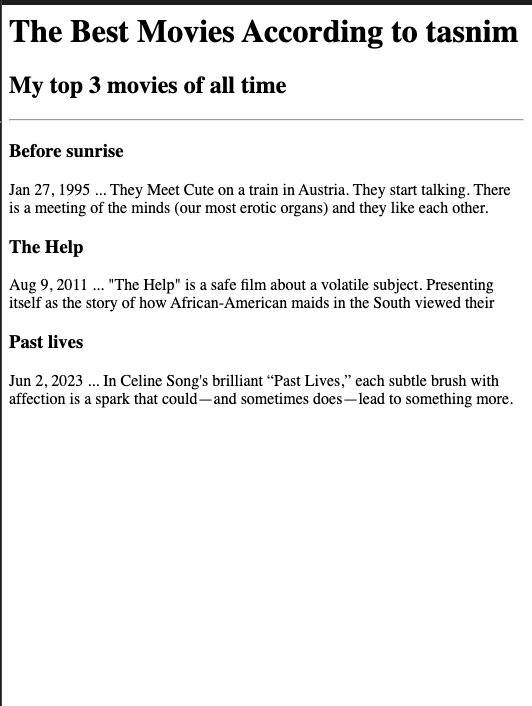 The Best Movies According to tasnim
My top 3 movies of all time
Before sunrise
Jan 27, 1995 ... They Meet Cute on a train in Austria. They start talking. There
is a meeting of the minds (our most erotic organs) and they like each other.
The Help
Aug 9, 2011 ... "The Help" is a safe film about a volatile subject. Presenting
itself as the story of how African-American maids in the South viewed their
Past lives
Jun 2, 2023 ... In Celine Song's brilliant “Past Lives,” each subtle brush with
affection is a spark that could—and sometimes does—lead to something more.